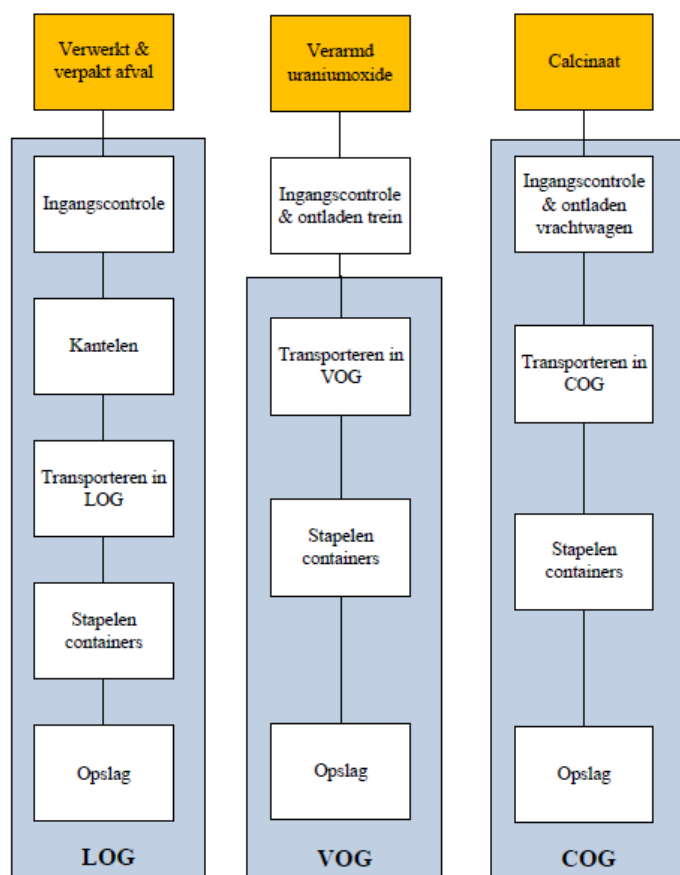 Verwerkt &
verpakt afval
Ingangscontrole
Kantelen
Transporteren in
LOG
Stapelen
containers
Opslag
LOG
Verarmd
uraniumoxide
Ingangscontrole
& ontladen trein
Transporteren in
VOG
Stapelen
containers
Opslag
VOG
Calcinaat
Ingangscontrole
& ontladen
vrachtwagen
Transporteren in
COG
Stapelen
containers
Opslag
COG